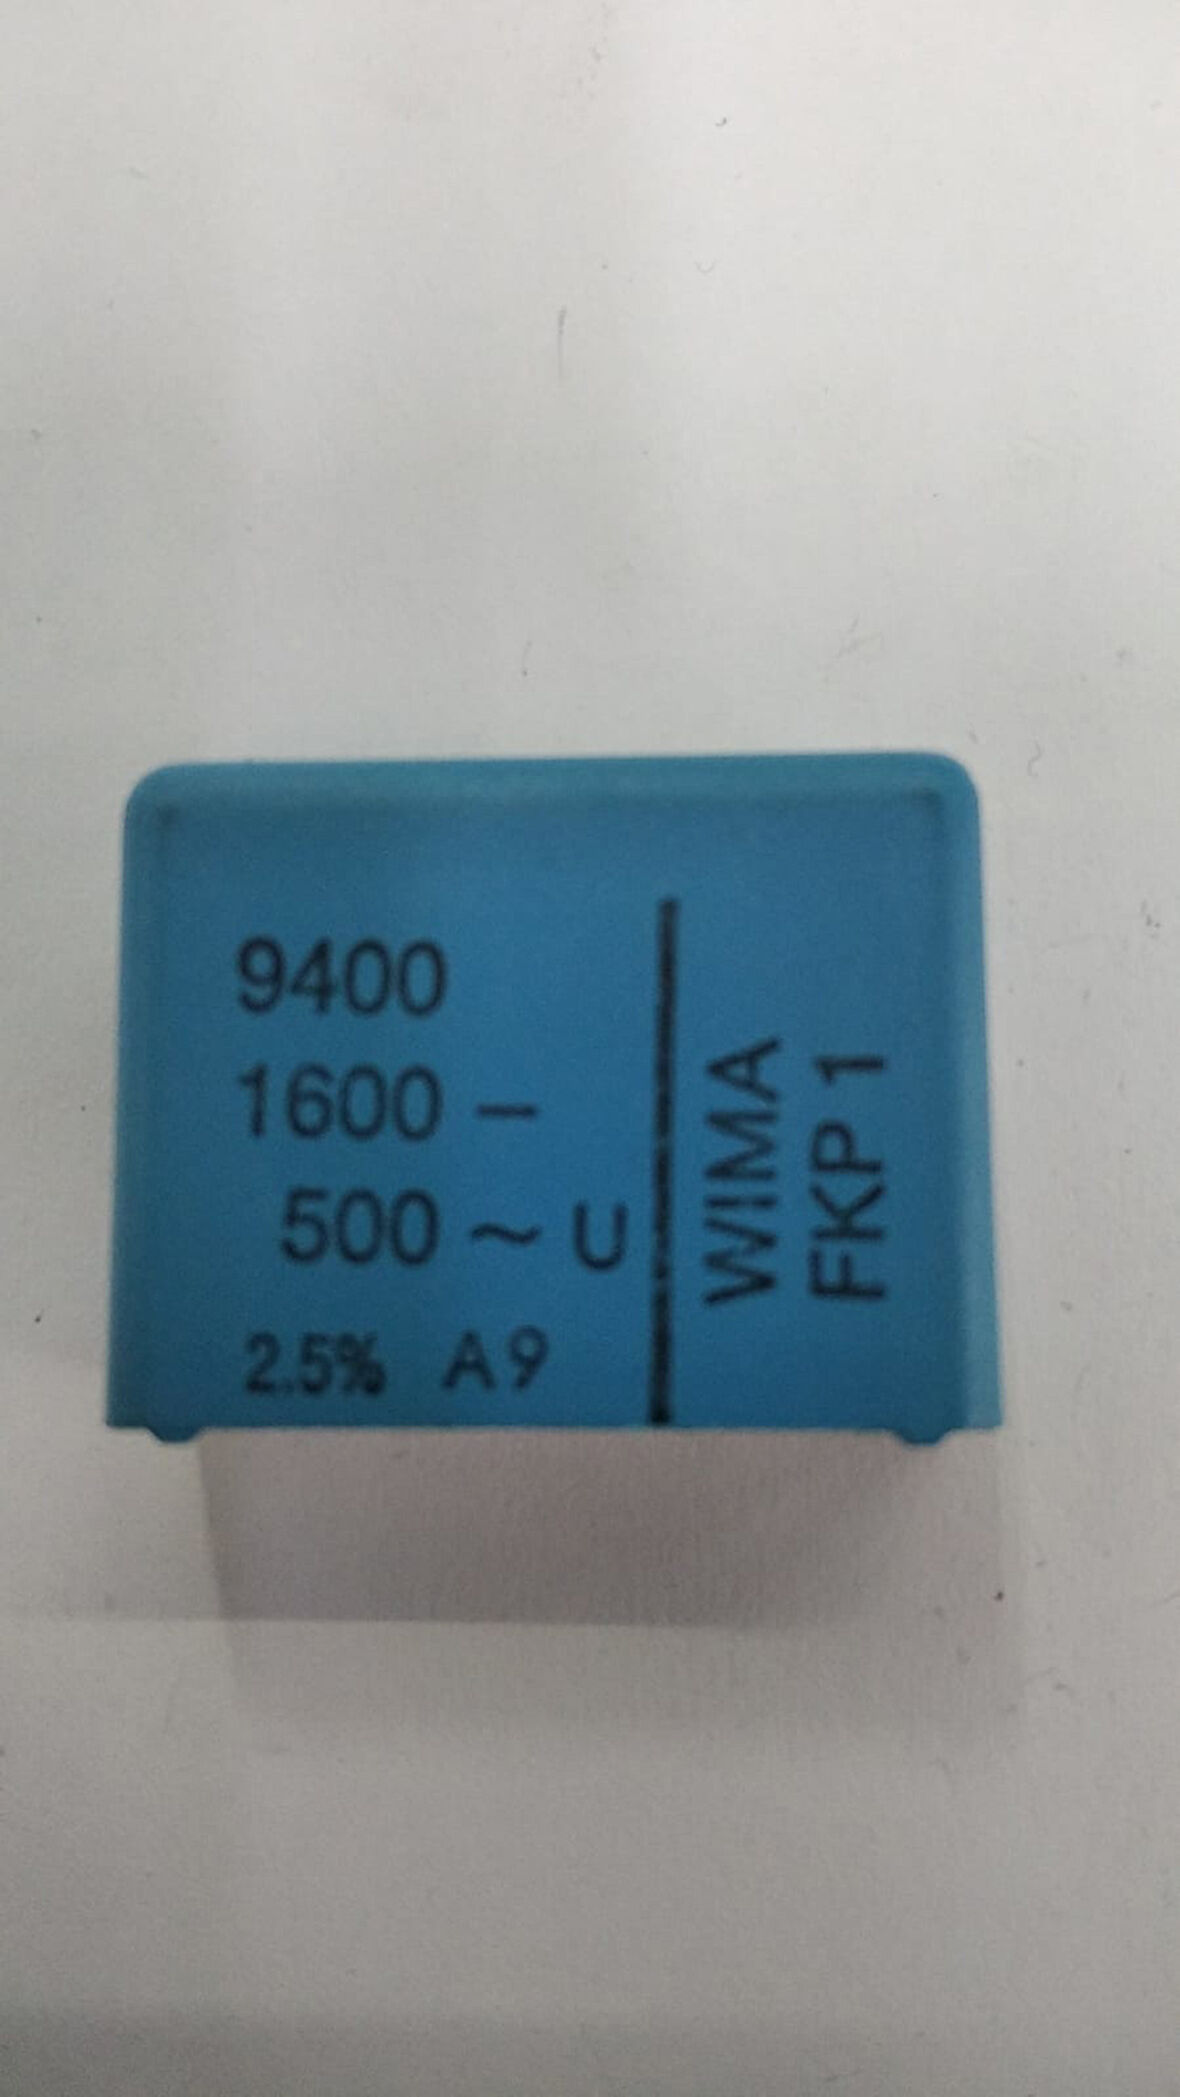 9400
1600 –
500 ~ U
2.5% A9
WIMA
FKP 1